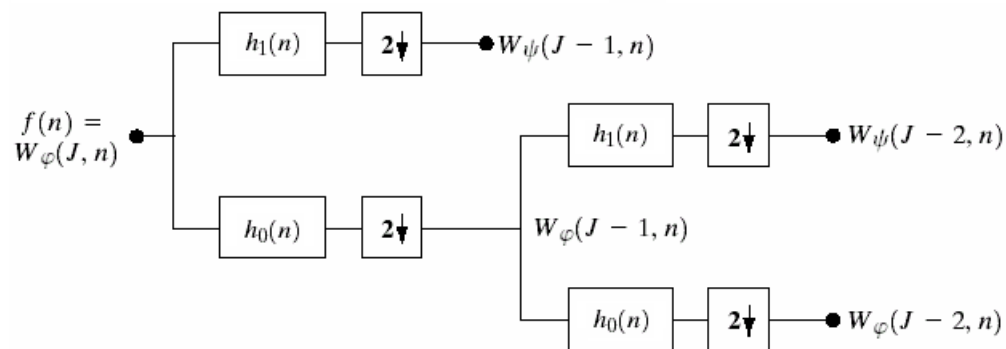 h₁(n)
2↓
W_ψ(J − 1, n)
f(n) =
W_φ(J, n)
h₁(n)
2↓
W_ψ(J − 2, n)
h₀(n)
2↓
W_φ(J − 1, n)
h₀(n)
2↓
W_φ(J − 2, n)